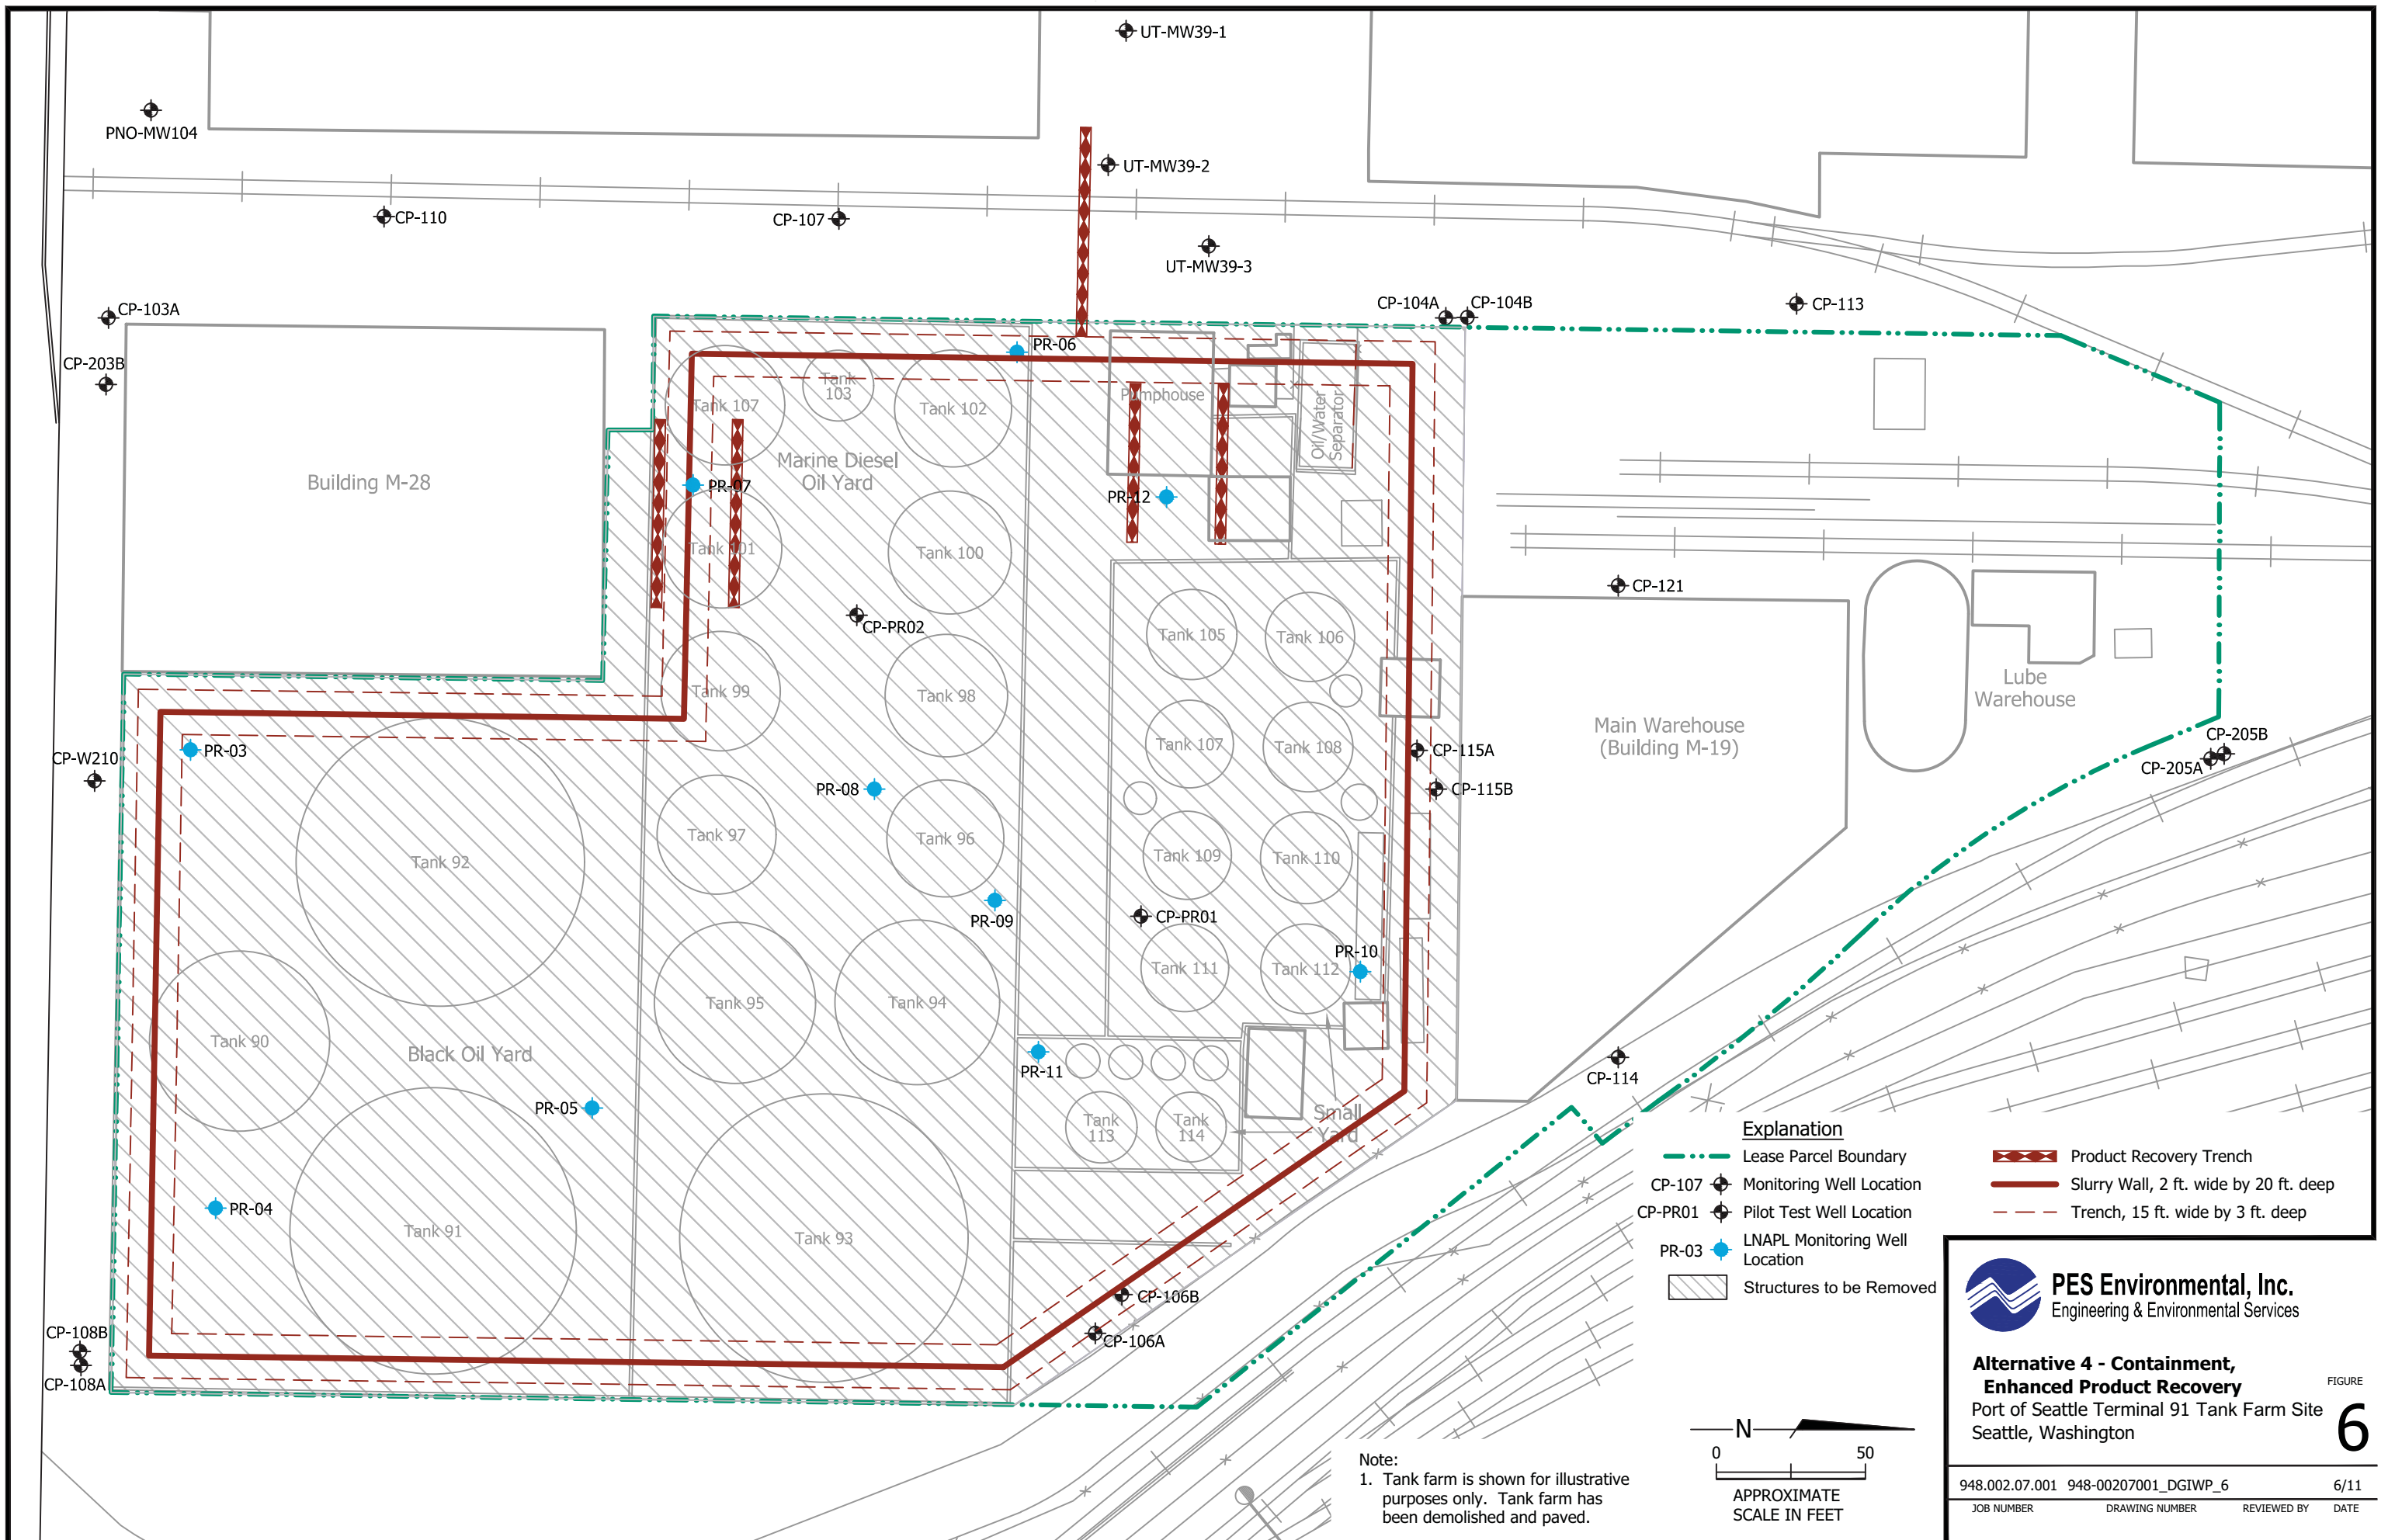 UT-MW39-1
PNO-MW104
UT-MW39-2
CP-110
CP-107
UT-MW39-3
CP-103A
CP-104A
CP-104B
CP-113
CP-203B
PR-06
Tank 107
Tank
103
Tank 102
Pumphouse
Oil/Water
Separator
Building M-28
Marine Diesel
Oil Yard
PR-07
PR-12
Tank 101
Tank 100
CP-121
CP-PR02
Tank 105
Tank 106
Tank 99
Tank 98
Lube
Warehouse
Main Warehouse
(Building M-19)
PR-03
Tank 107
Tank 108
CP-115A
CP-205B
CP-205A
CP-W210
PR-08
CP-115B
Tank 97
Tank 96
Tank 92
Tank 109
Tank 110
PR-09
CP-PR01
PR-10
Tank 111
Tank 112
Tank 95
Tank 94
Tank 90
Black Oil Yard
PR-11
CP-114
PR-05
Tank
113
Tank
114
Small
Yard
PR-04
Tank 91
Tank 93
CP-106B
CP-106A
CP-108B
CP-108A
Explanation
Lease Parcel Boundary
CP-107 Monitoring Well Location
CP-PR01 Pilot Test Well Location
PR-03 LNAPL Monitoring Well
Location
Structures to be Removed
Product Recovery Trench
Slurry Wall, 2 ft. wide by 20 ft. deep
Trench, 15 ft. wide by 3 ft. deep
PES Environmental, Inc.
Engineering & Environmental Services
Alternative 4 - Containment,
Enhanced Product Recovery
Port of Seattle Terminal 91 Tank Farm Site
Seattle, Washington
FIGURE
6
948.002.07.001 948-00207001_DGIWP_6 6/11
JOB NUMBER DRAWING NUMBER REVIEWED BY DATE
N
0 50
APPROXIMATE
SCALE IN FEET
Note:
1. Tank farm is shown for illustrative
purposes only. Tank farm has
been demolished and paved.